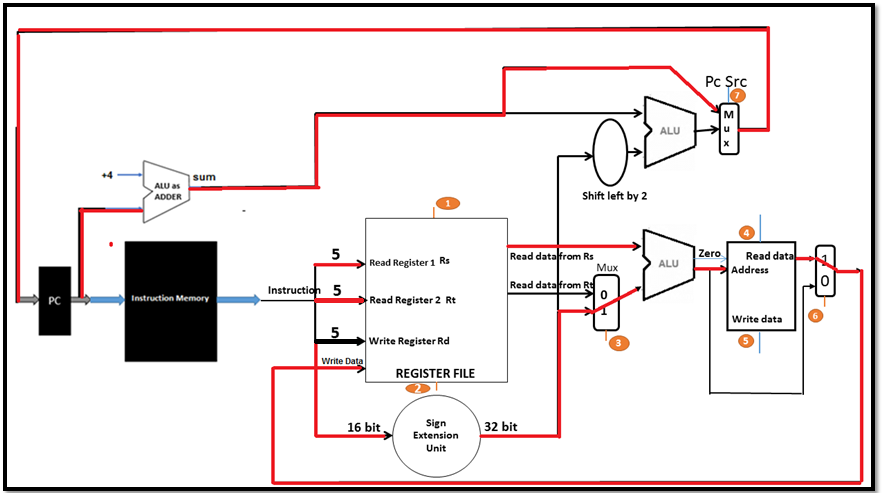 Pc Src
7
M
u
x
ALU
Shift left by 2
+4
ALU as
ADDER
sum
1
5
Read Register 1 Rs
Read data from Rs
Instruction
5
Read Register 2 Rt
Read data from Rt
5
Write Register Rd
Write Data
REGISTER FILE
2
PC
Instruction Memory
Mux
0
1
3
ALU
Zero
4
Read data
Address
Write data
5
1
0
6
16 bit
Sign
Extension
Unit
32 bit